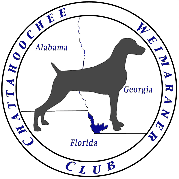 CHATTAHOOCHEE WEIMARANER
Alabama
Georgia
Florida
CLUB